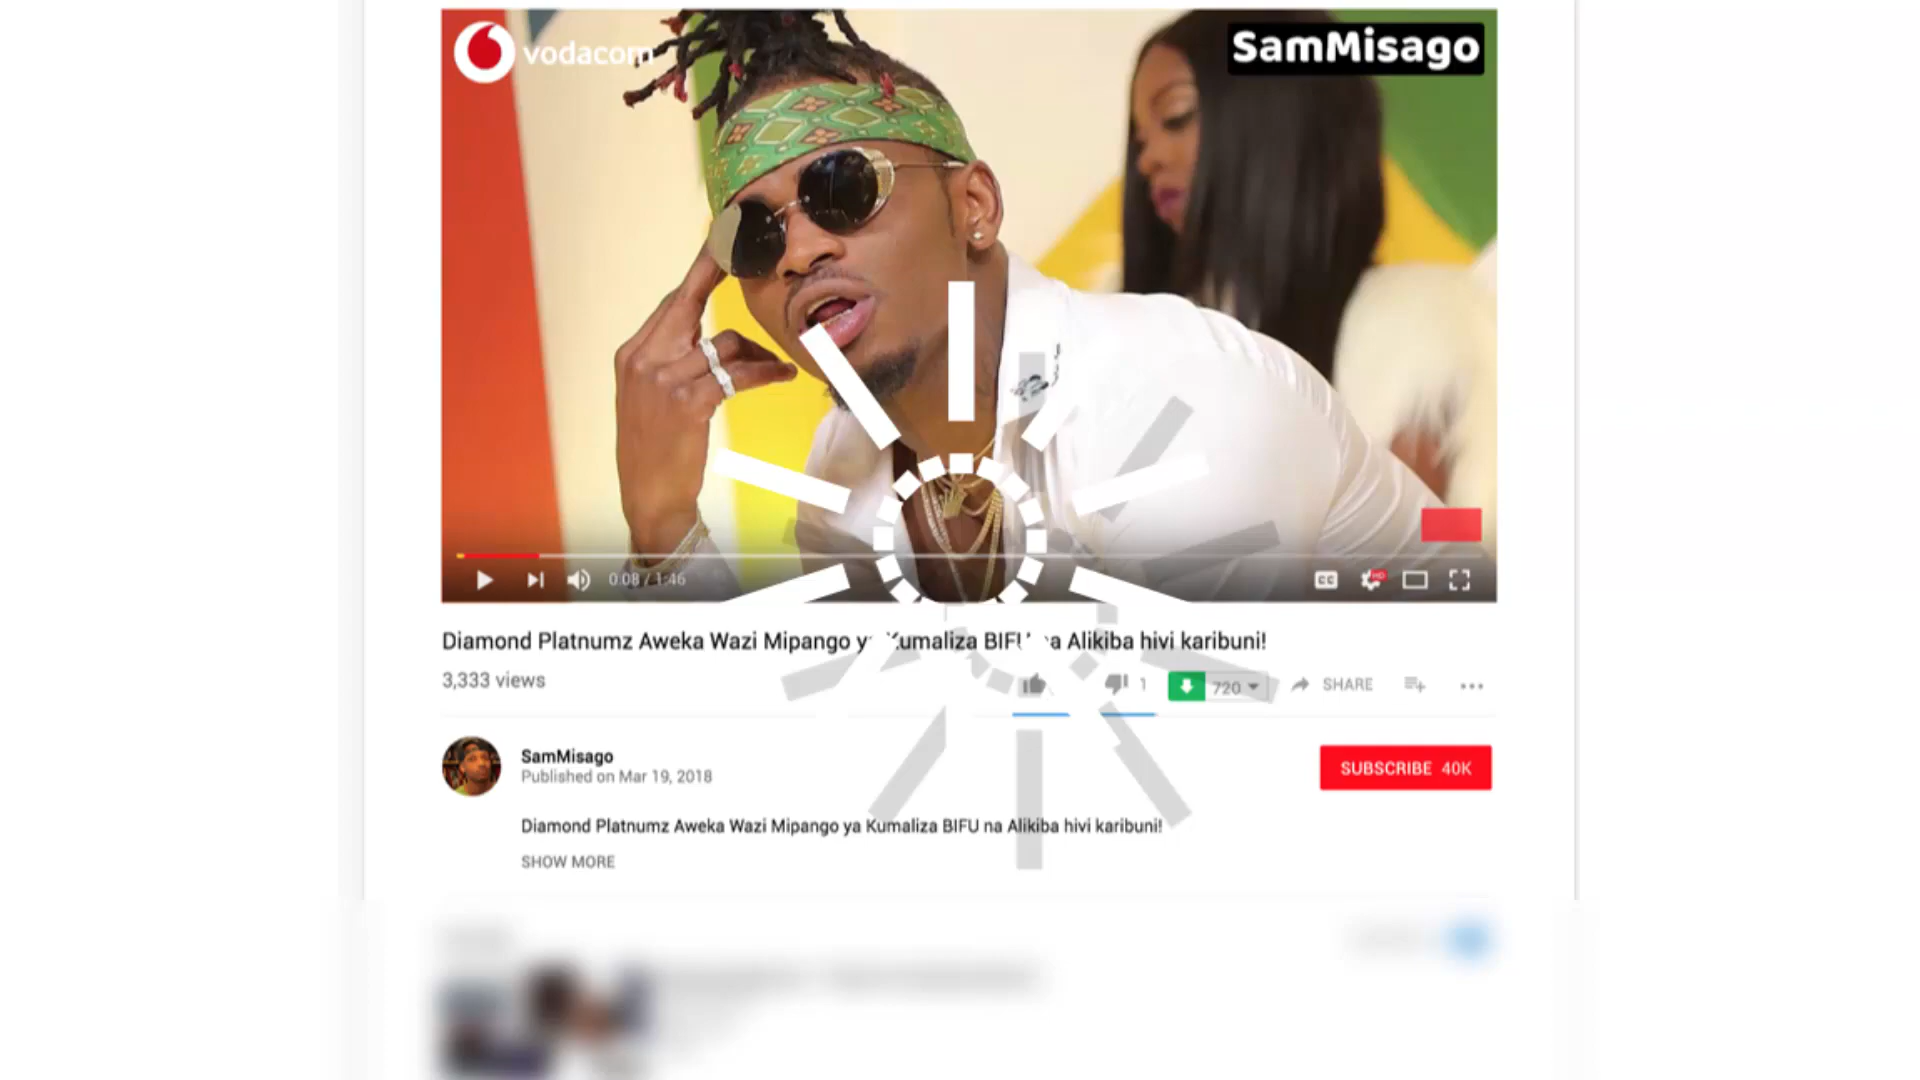 vodacom
SamMisago
0:08 / 1:46
CC
HD
Diamond Platnumz Aweka Wazi Mipango ya Kumaliza BIFU na Alikiba hivi karibuni!
3,333 views
1
720
SHARE
SamMisago
Published on Mar 19, 2018
SUBSCRIBE 40K
Diamond Platnumz Aweka Wazi Mipango ya Kumaliza BIFU na Alikiba hivi karibuni!
SHOW MORE